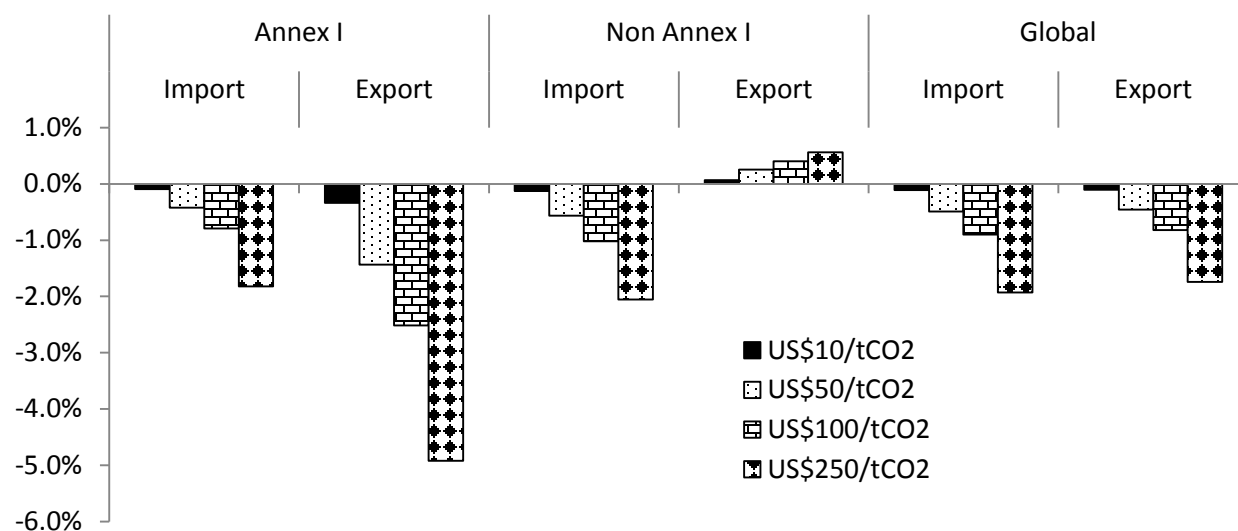 Annex I Non Annex I Global
Import Export Import Export Import Export
1.0%
0.0%
-1.0%
-2.0%
-3.0%
-4.0%
-5.0%
-6.0%
US$10/tCO2
US$50/tCO2
US$100/tCO2
US$250/tCO2